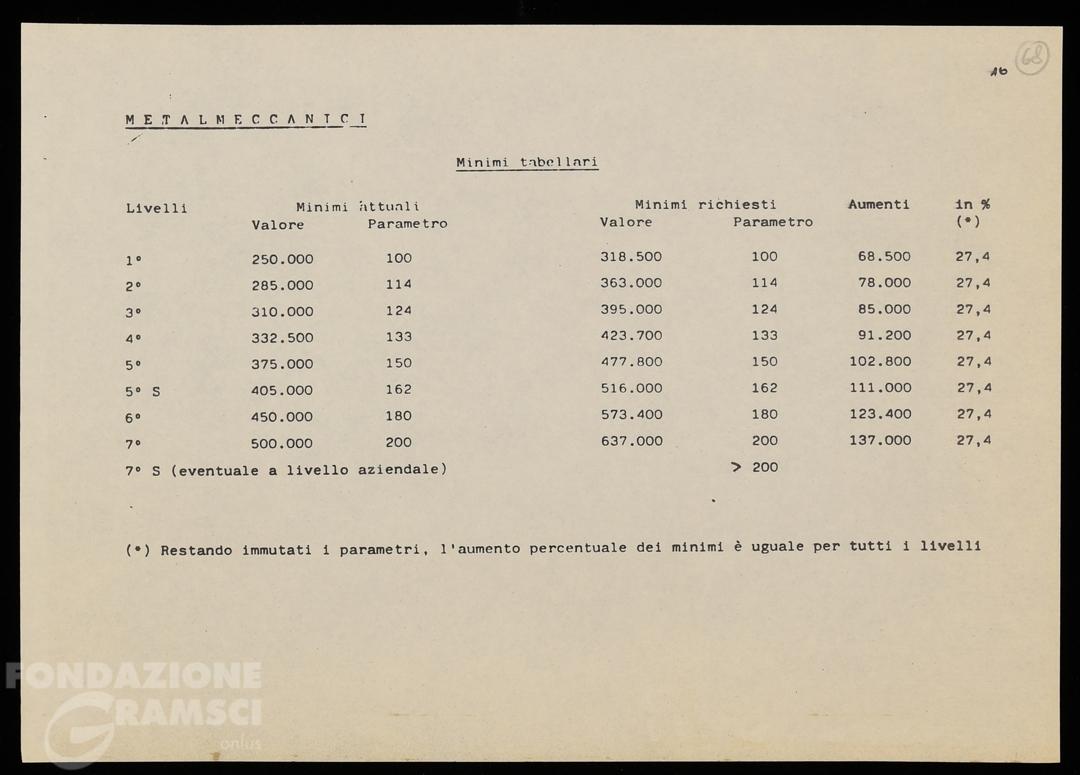 16 68
METALMECCANICI
Minimi tabellari
Livelli Minimi attuali Minimi richiesti Aumenti in %
Valore Parametro Valore Parametro (*)
1° 250.000 100 318.500 100 68.500 27,4
2° 285.000 114 363.000 114 78.000 27,4
3° 310.000 124 395.000 124 85.000 27,4
4° 332.500 133 423.700 133 91.200 27,4
5° 375.000 150 477.800 150 102.800 27,4
5° S 405.000 162 516.000 162 111.000 27,4
6° 450.000 180 573.400 180 123.400 27,4
7° 500.000 200 637.000 200 137.000 27,4
7° S (eventuale a livello aziendale) > 200
(*) Restando immutati i parametri, l'aumento percentuale dei minimi è uguale per tutti i livelli
FONDAZIONE
GRAMSCI
onlus